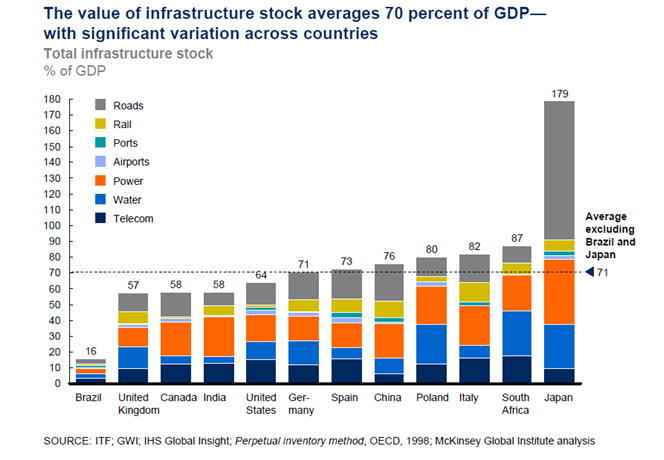 The value of infrastructure stock averages 70 percent of GDP—
with significant variation across countries
Total infrastructure stock
% of GDP
180
170
160
150
140
130
120
110
100
90
80
70
60
50
40
30
20
10
0
Roads
Rail
Ports
Airports
Power
Water
Telecom
16
57
58
58
64
71
73
76
80
82
87
179
Average
excluding
Brazil and
Japan
71
Brazil
United
Kingdom
Canada
India
United
States
Ger-
many
Spain
China
Poland
Italy
South
Africa
Japan
SOURCE: ITF; GWI; IHS Global Insight; Perpetual inventory method, OECD, 1998; McKinsey Global Institute analysis